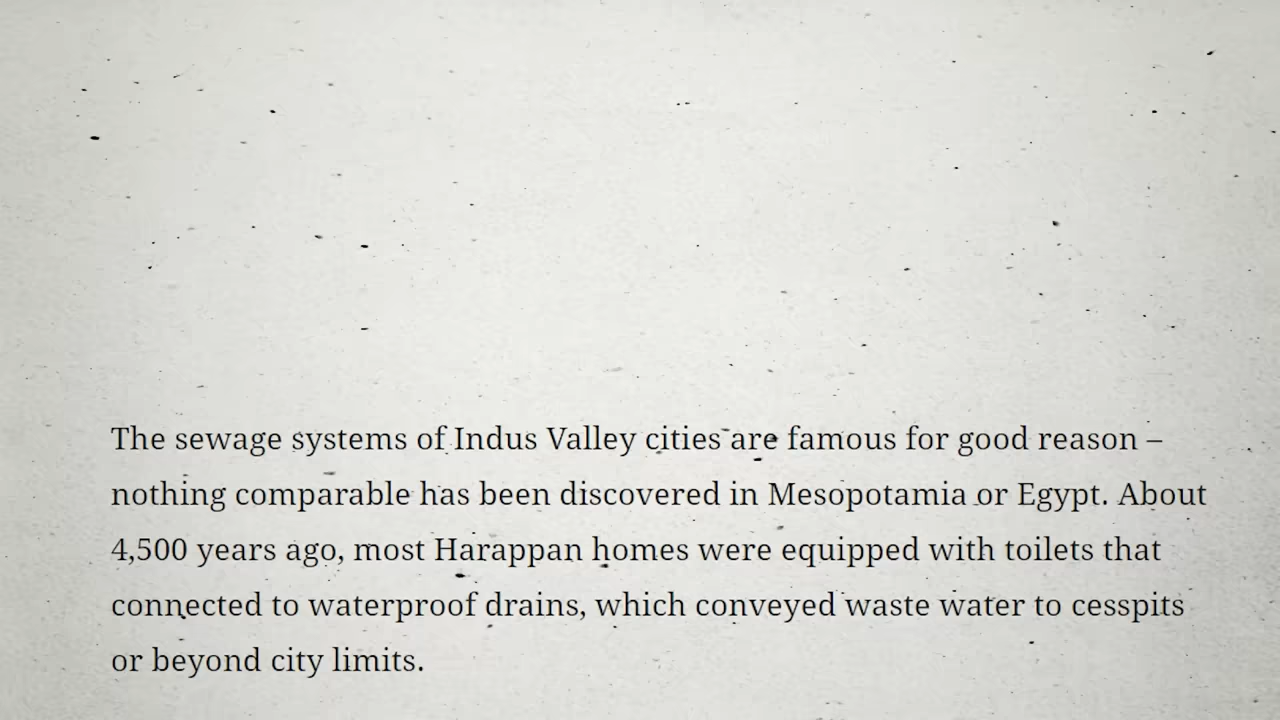 The sewage systems of Indus Valley cities are famous for good reason –
nothing comparable has been discovered in Mesopotamia or Egypt. About
4,500 years ago, most Harappan homes were equipped with toilets that
connected to waterproof drains, which conveyed waste water to cesspits
or beyond city limits.